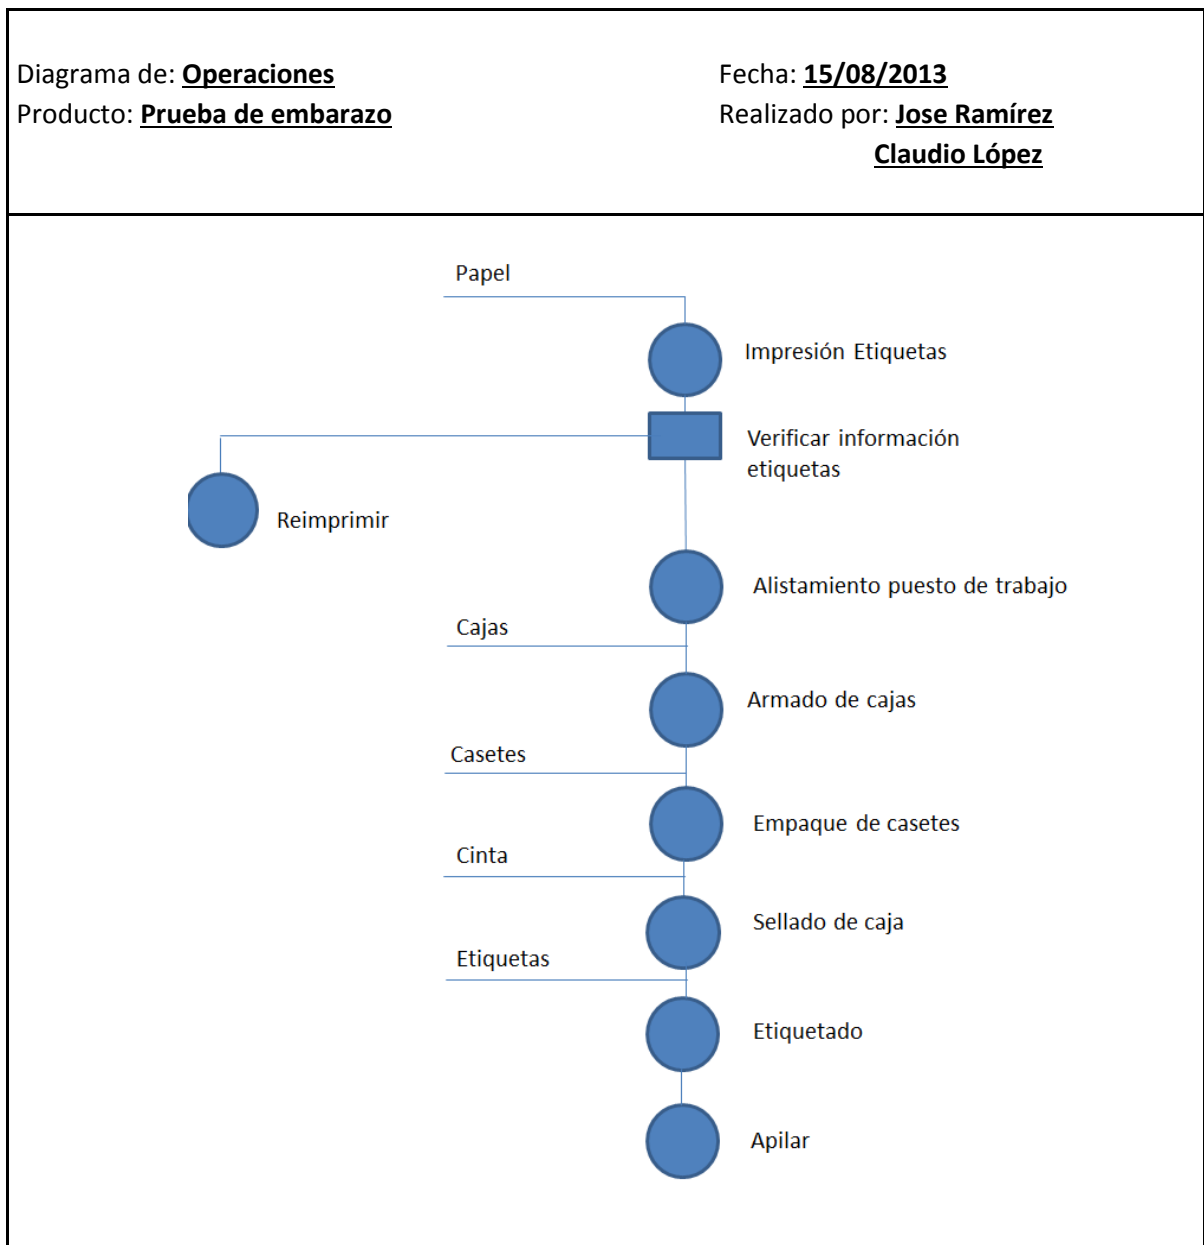 Diagrama de: Operaciones
Fecha: 15/08/2013
Producto: Prueba de embarazo
Realizado por: Jose Ramírez
Claudio López
Papel
Impresión Etiquetas
Verificar información
etiquetas
Reimprimir
Alistamiento puesto de trabajo
Cajas
Armado de cajas
Casetes
Empaque de casetes
Cinta
Sellado de caja
Etiquetas
Etiquetado
Apilar